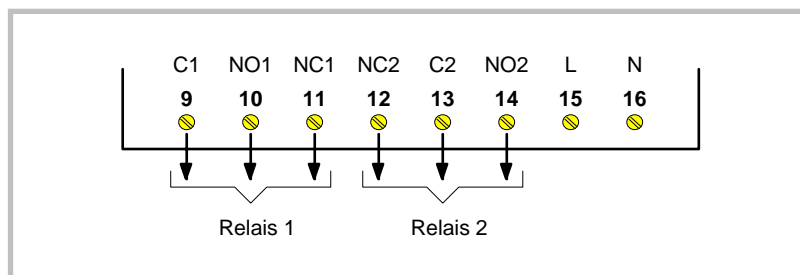 C1 NO1 NC1 NC2 C2 NO2 L N
9 10 11 12 13 14 15 16
Relais 1 Relais 2